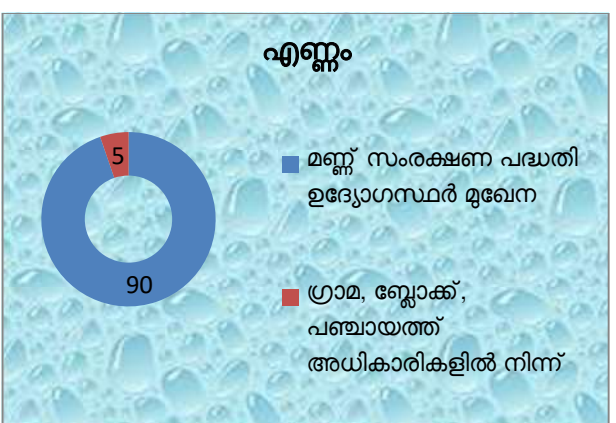 എണ്ണം
5
90
മണ്ണ് സംരക്ഷണ പദ്ധതി
ഉദ്യോഗസ്ഥർ മുഖേന
ഗ്രാമ, ബ്ലോക്ക്,
പഞ്ചായത്ത്
അധികാരികളിൽ നിന്ന്